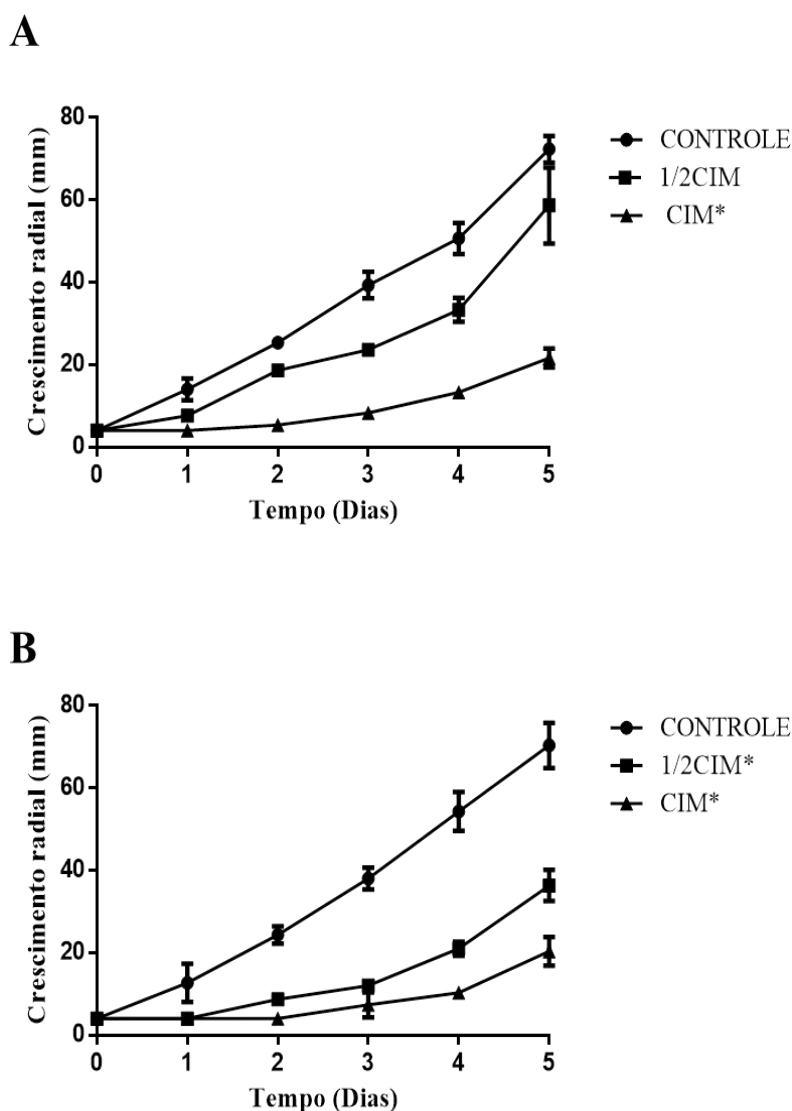 A
80
60
40
20
0
Crescimento radial (mm)
0 1 2 3 4 5
Tempo (Dias)
CONTROLE
1/2CIM
CIM*
B
80
60
40
20
0
Crescimento radial (mm)
0 1 2 3 4 5
Tempo (Dias)
CONTROLE
1/2CIM*
CIM*